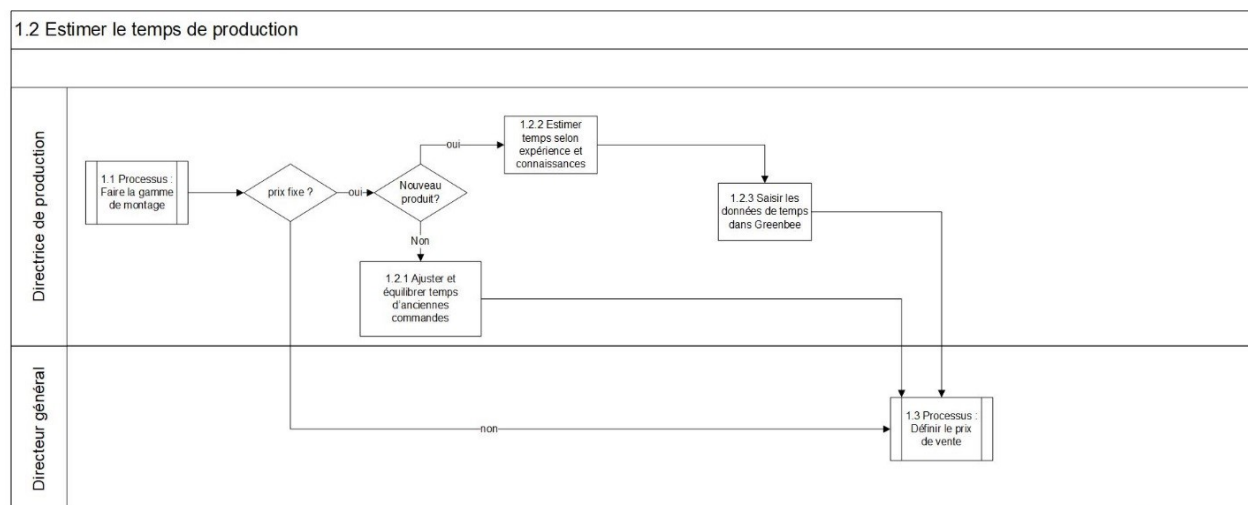 1.2 Estimer le temps de production
Directrice de production
1.1 Processus :
Faire la gamme
de montage
prix fixe ?
oui
Nouveau
produit?
oui
1.2.2 Estimer
temps selon
expérience et
connaissances
1.2.3 Saisir les
données de temps
dans Greenbee
Non
1.2.1 Ajuster et
équilibrer temps
d'anciennes
commandes
Directeur général
non
1.3 Processus :
Définir le prix
de vente